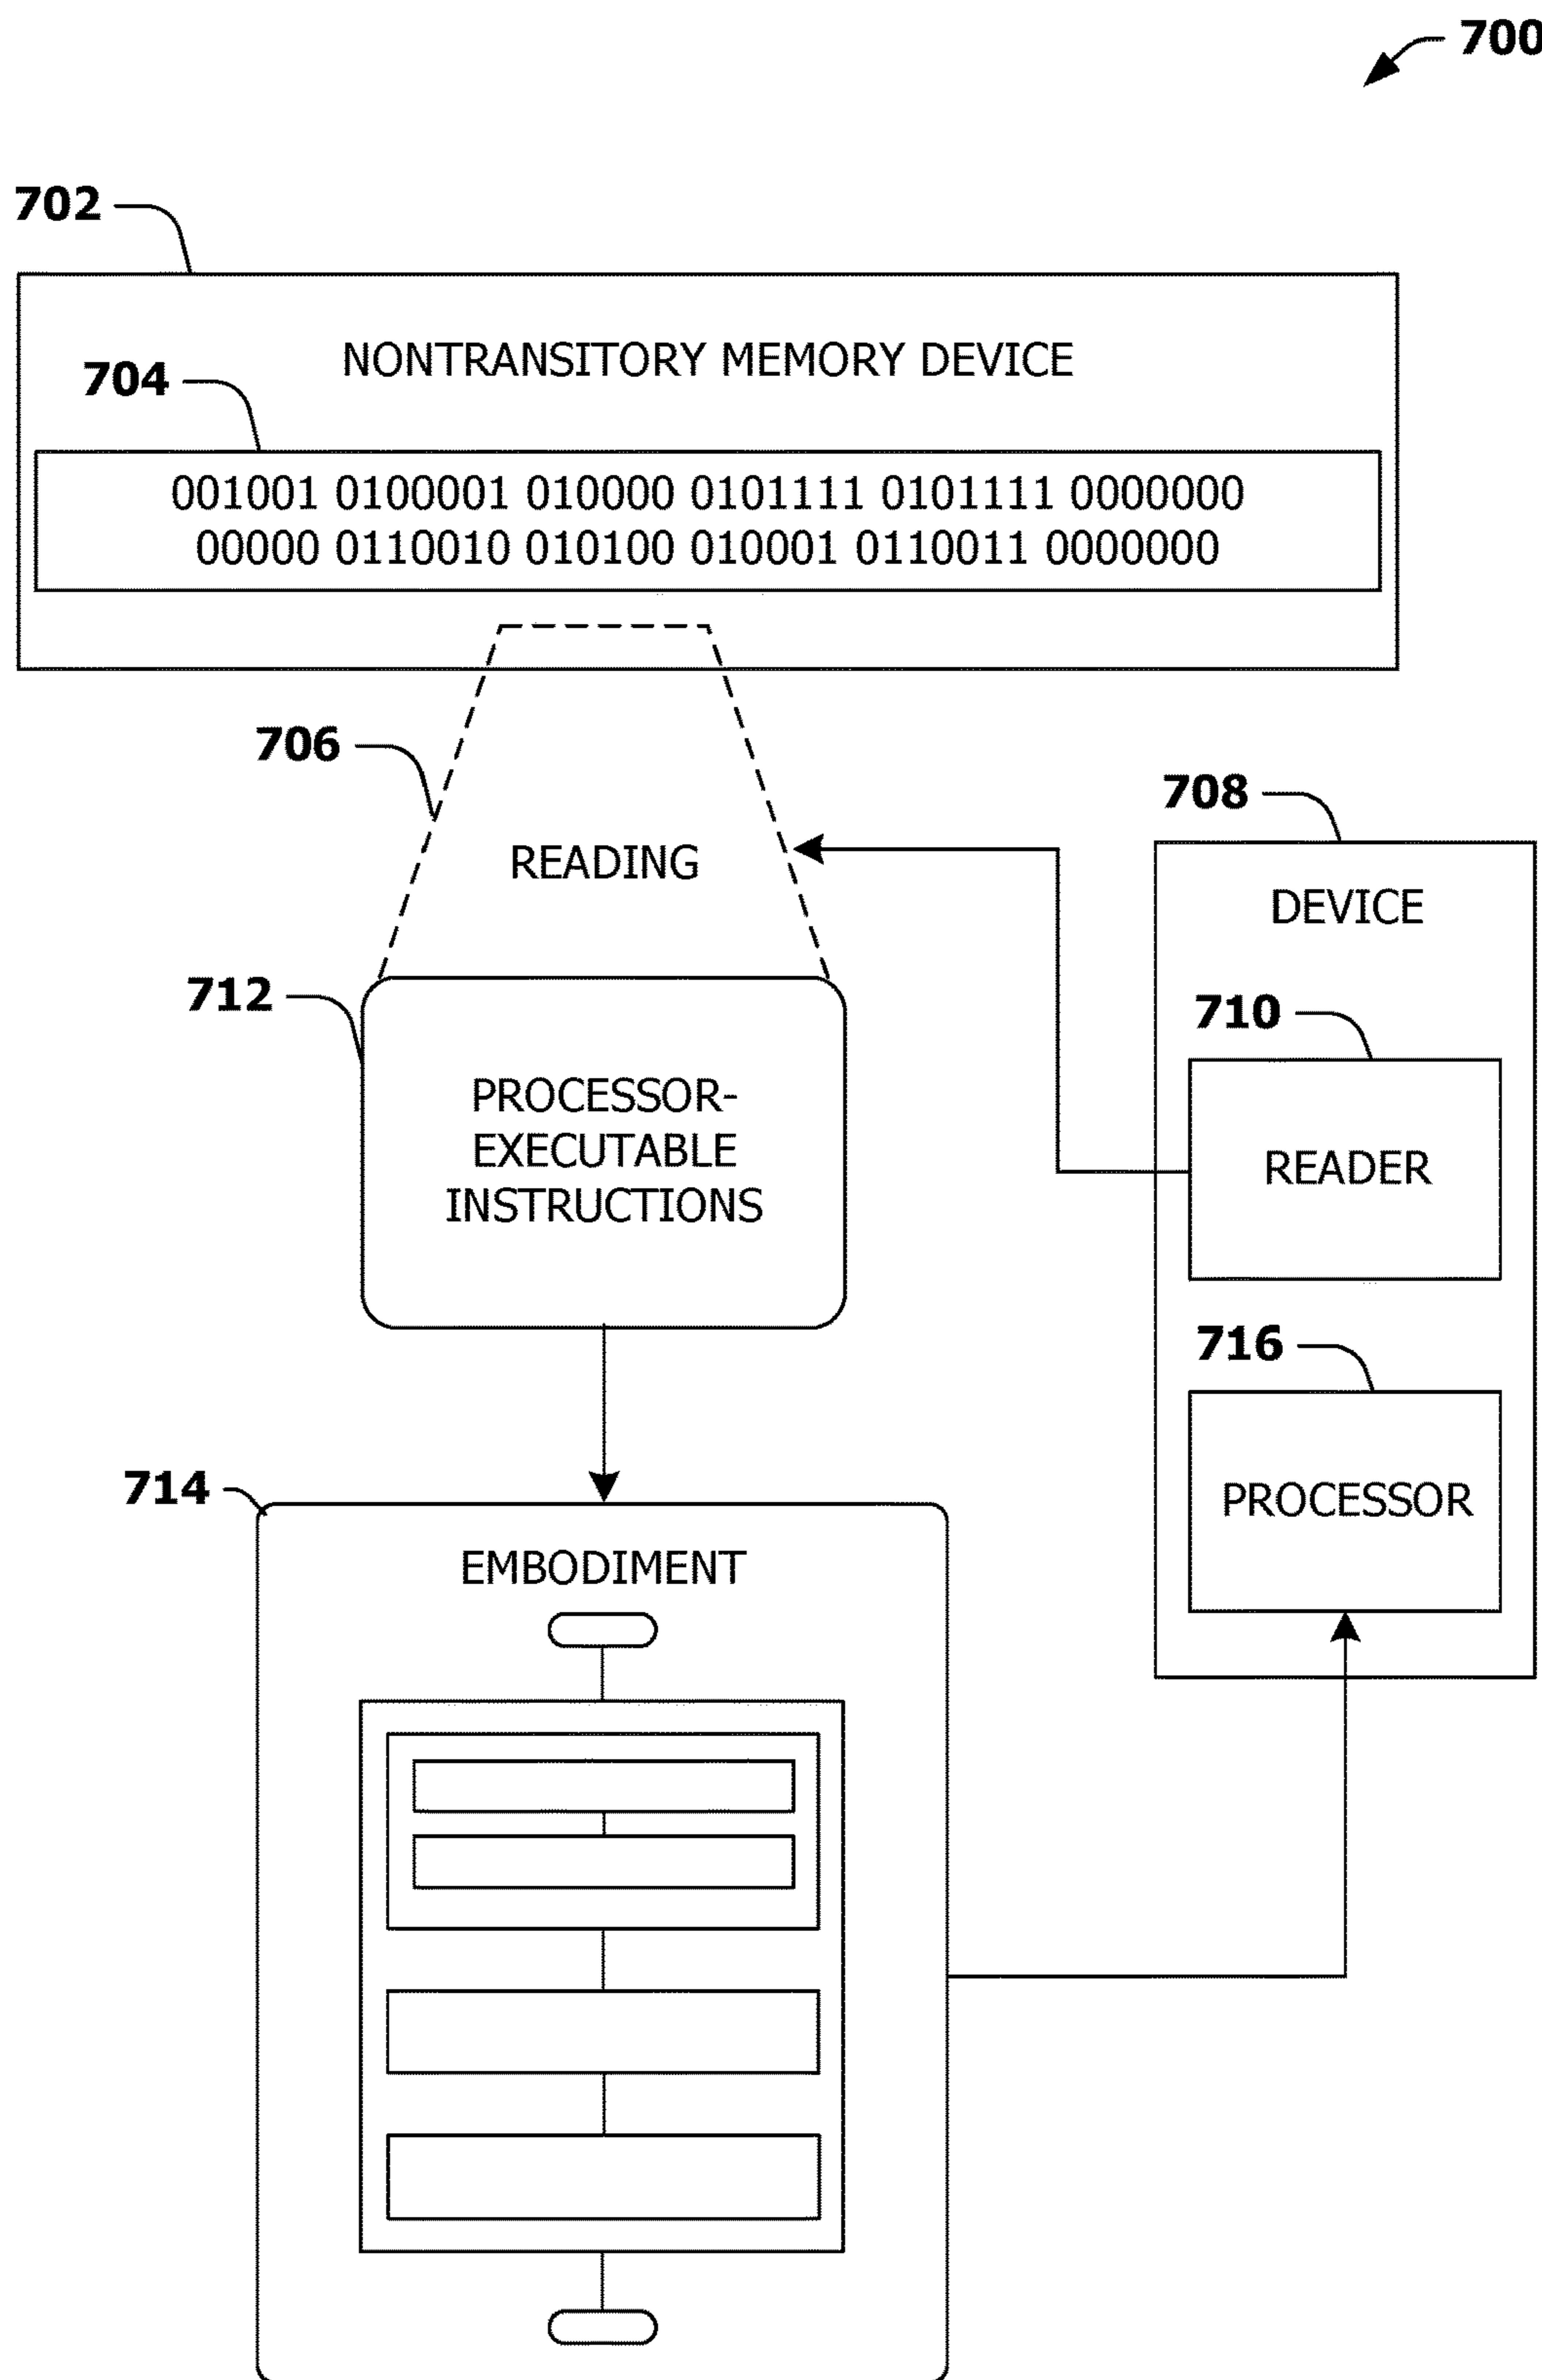 700
702
NONTRANSITORY MEMORY DEVICE
704
001001 0100001 010000 0101111 0101111 0000000
00000 0110010 010100 010001 0110011 0000000
706
READING
708
DEVICE
710
READER
712
PROCESSOR-
EXECUTABLE
INSTRUCTIONS
716
PROCESSOR
714
EMBODIMENT